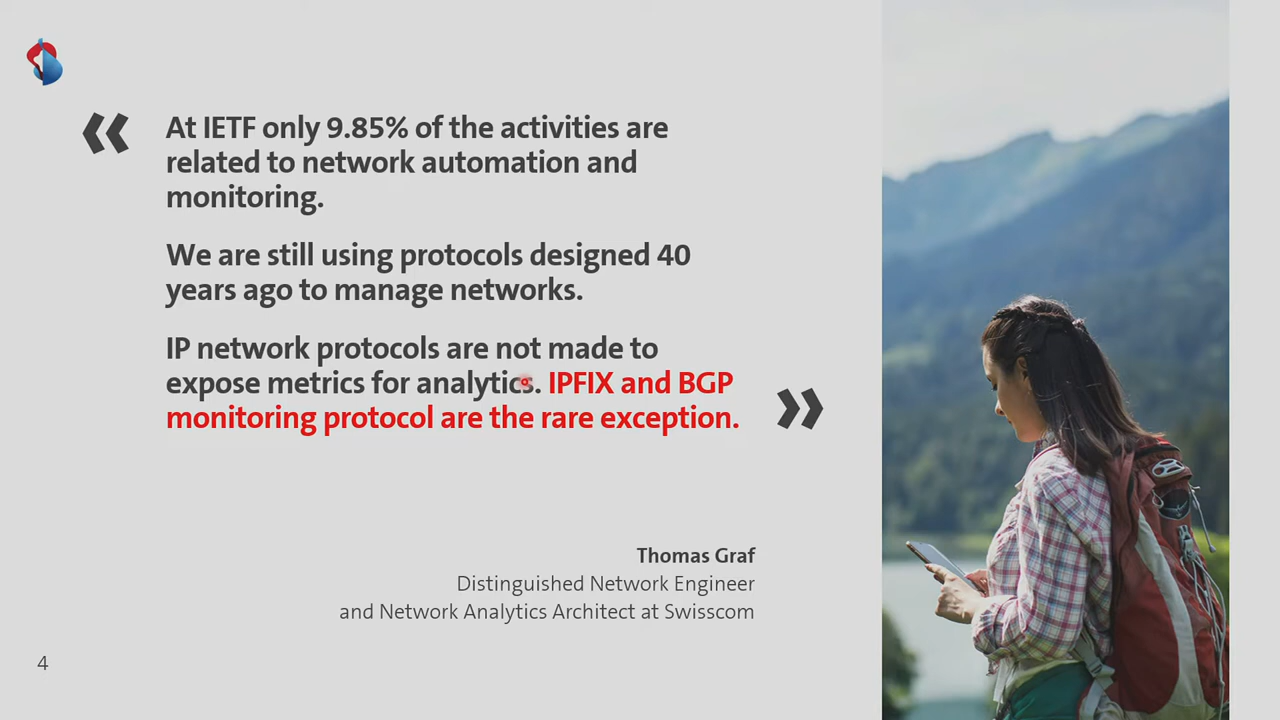 « At IETF only 9.85% of the activities are
related to network automation and
monitoring.
We are still using protocols designed 40
years ago to manage networks.
IP network protocols are not made to
expose metrics for analytics. IPFIX and BGP
monitoring protocol are the rare exception. »
Thomas Graf
Distinguished Network Engineer
and Network Analytics Architect at Swisscom
4